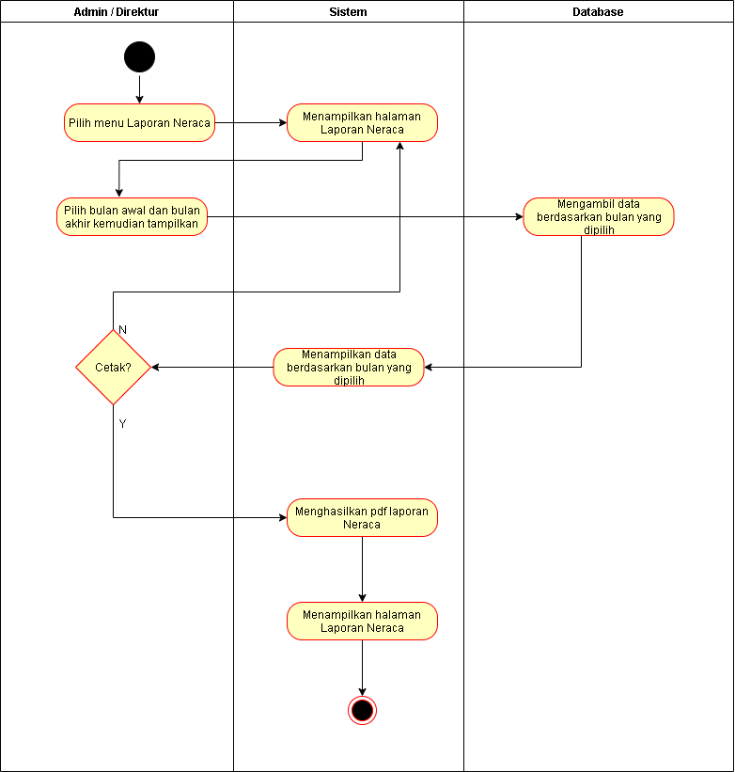 Admin / Direktur
Sistem
Database
Pilih menu Laporan Neraca
Menampilkan halaman
Laporan Neraca
Pilih bulan awal dan bulan
akhir kemudian tampilkan
Mengambil data
berdasarkan bulan yang
dipilih
N
Cetak?
Menampilkan data
berdasarkan bulan yang
dipilih
Y
Menghasilkan pdf laporan
Neraca
Menampilkan halaman
Laporan Neraca